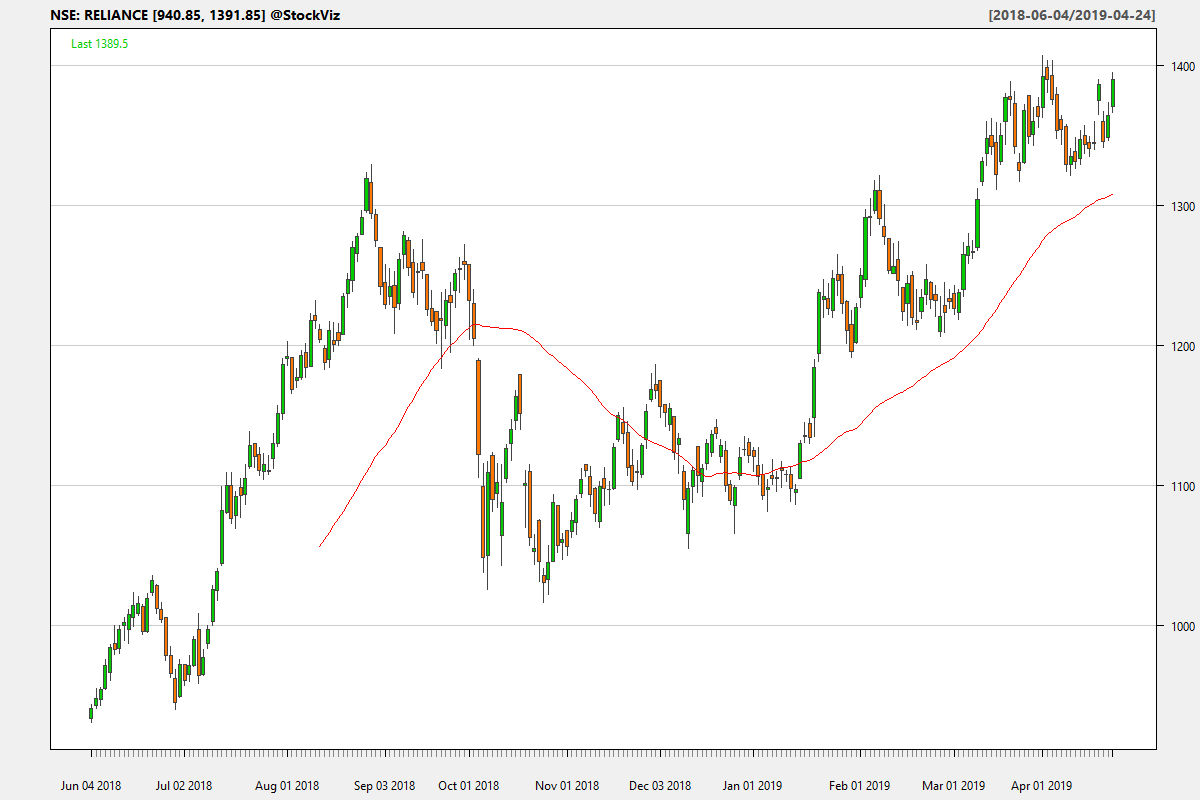 NSE: RELIANCE [940.85, 1391.85] @StockViz
[2018-06-04/2019-04-24]
Last 1389.5
1400
1300
1200
1100
1000
Jun 04 2018 Jul 02 2018 Aug 01 2018 Sep 03 2018 Oct 01 2018 Nov 01 2018 Dec 03 2018 Jan 01 2019 Feb 01 2019 Mar 01 2019 Apr 01 2019